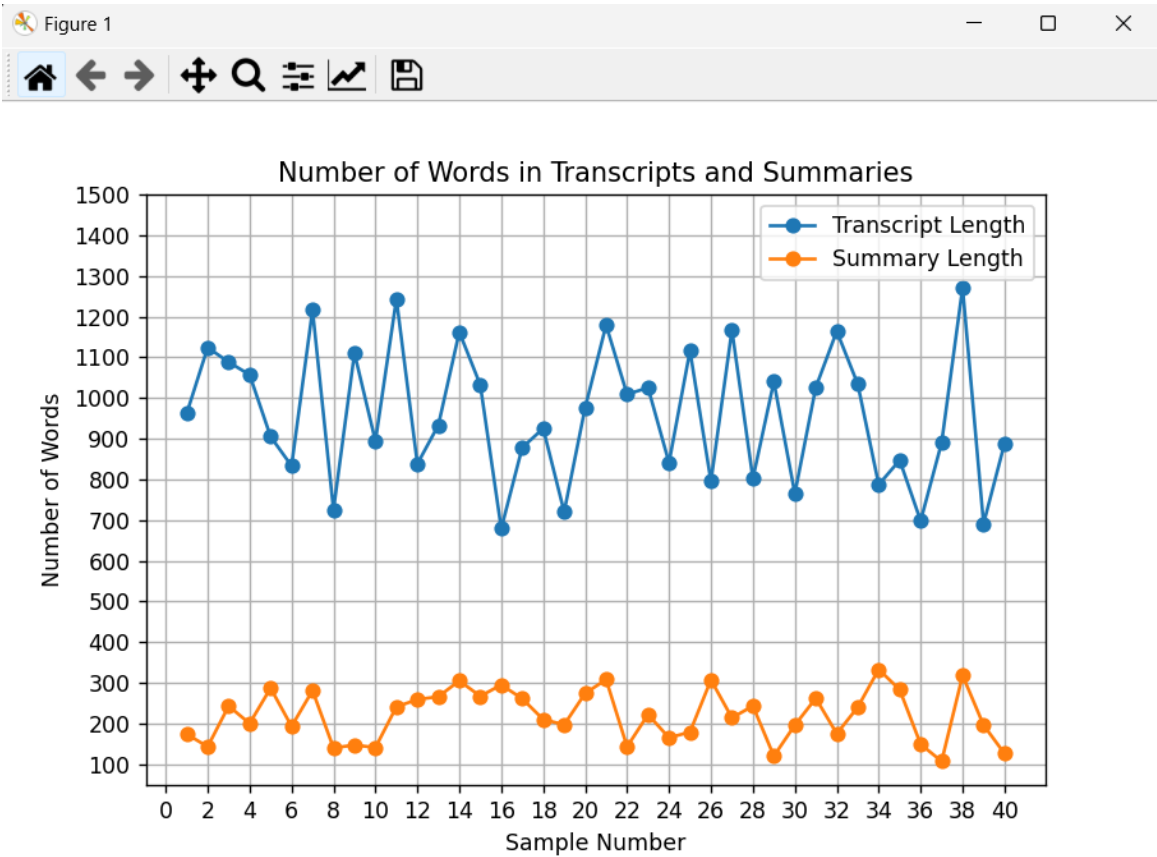 Figure 1
Number of Words in Transcripts and Summaries
1500
1400
1300
1200
1100
1000
900
800
700
600
500
400
300
200
100
Number of Words
Transcript Length
Summary Length
0 2 4 6 8 10 12 14 16 18 20 22 24 26 28 30 32 34 36 38 40
Sample Number